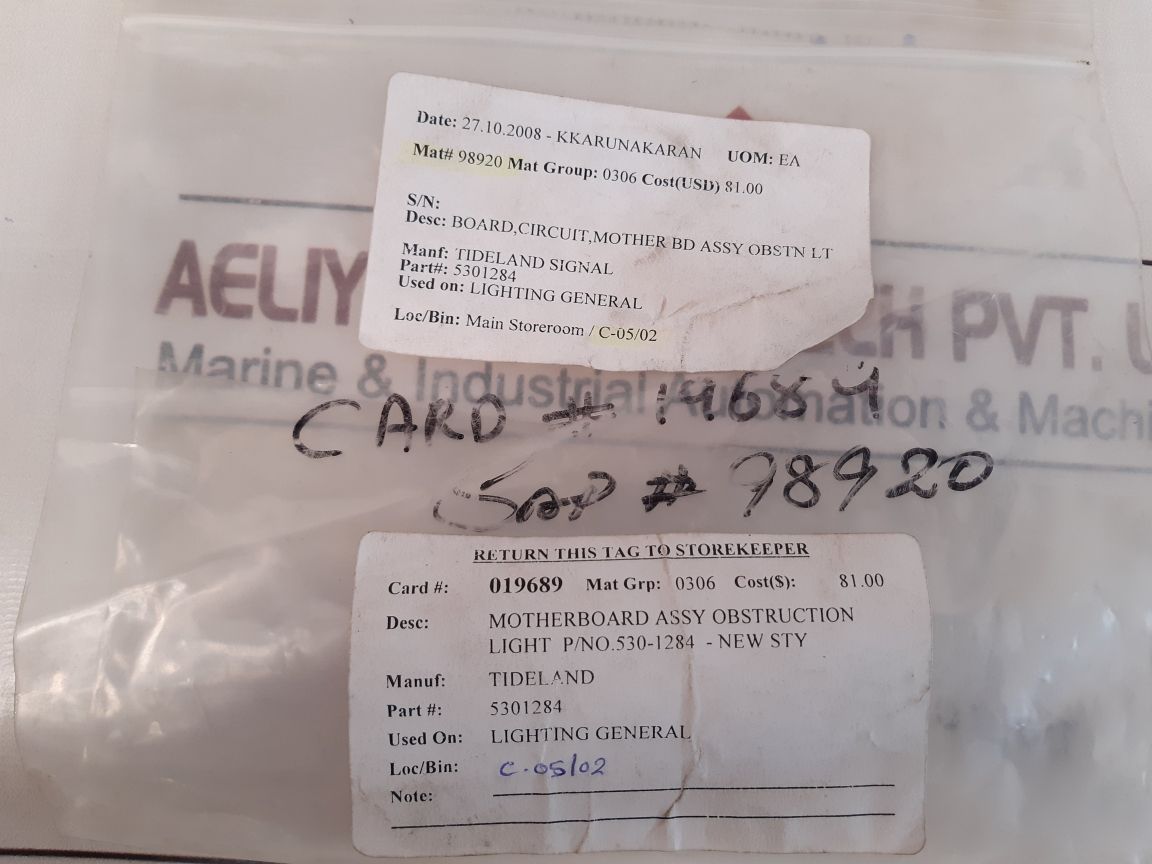 Date: 27.10.2008 - KKARUNAKARAN UOM: EA
Mat# 98920 Mat Group: 0306 Cost(USD) 81.00
S/N:
Desc: BOARD,CIRCUIT,MOTHER BD ASSY OBSTN LT
Manf: TIDELAND SIGNAL
Part#: 5301284
Used on: LIGHTING GENERAL
Loc/Bin: Main Storeroom / C-05/02
AELIY CH PVT.
Marine & Industrial Automation & Machi
CARD # 19689
SAP # 98920
RETURN THIS TAG TO STOREKEEPER
Card #: 019689 Mat Grp: 0306 Cost($): 81.00
Desc: MOTHERBOARD ASSY OBSTRUCTION
LIGHT P/NO.530-1284 - NEW STY
Manuf: TIDELAND
Part #: 5301284
Used On: LIGHTING GENERAL
Loc/Bin: C-05/02
Note: